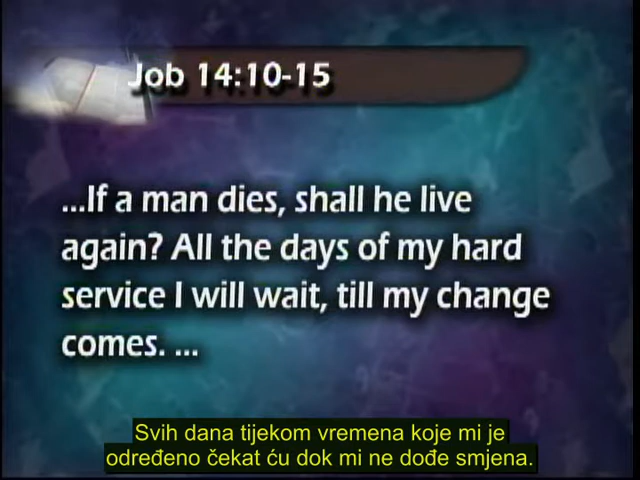 Job 14:10-15
...If a man dies, shall he live
again? All the days of my hard
service I will wait, till my change
comes. ...
Svih dana tijekom vremena koje mi je
određeno čekat ću dok mi ne dođe smjena.